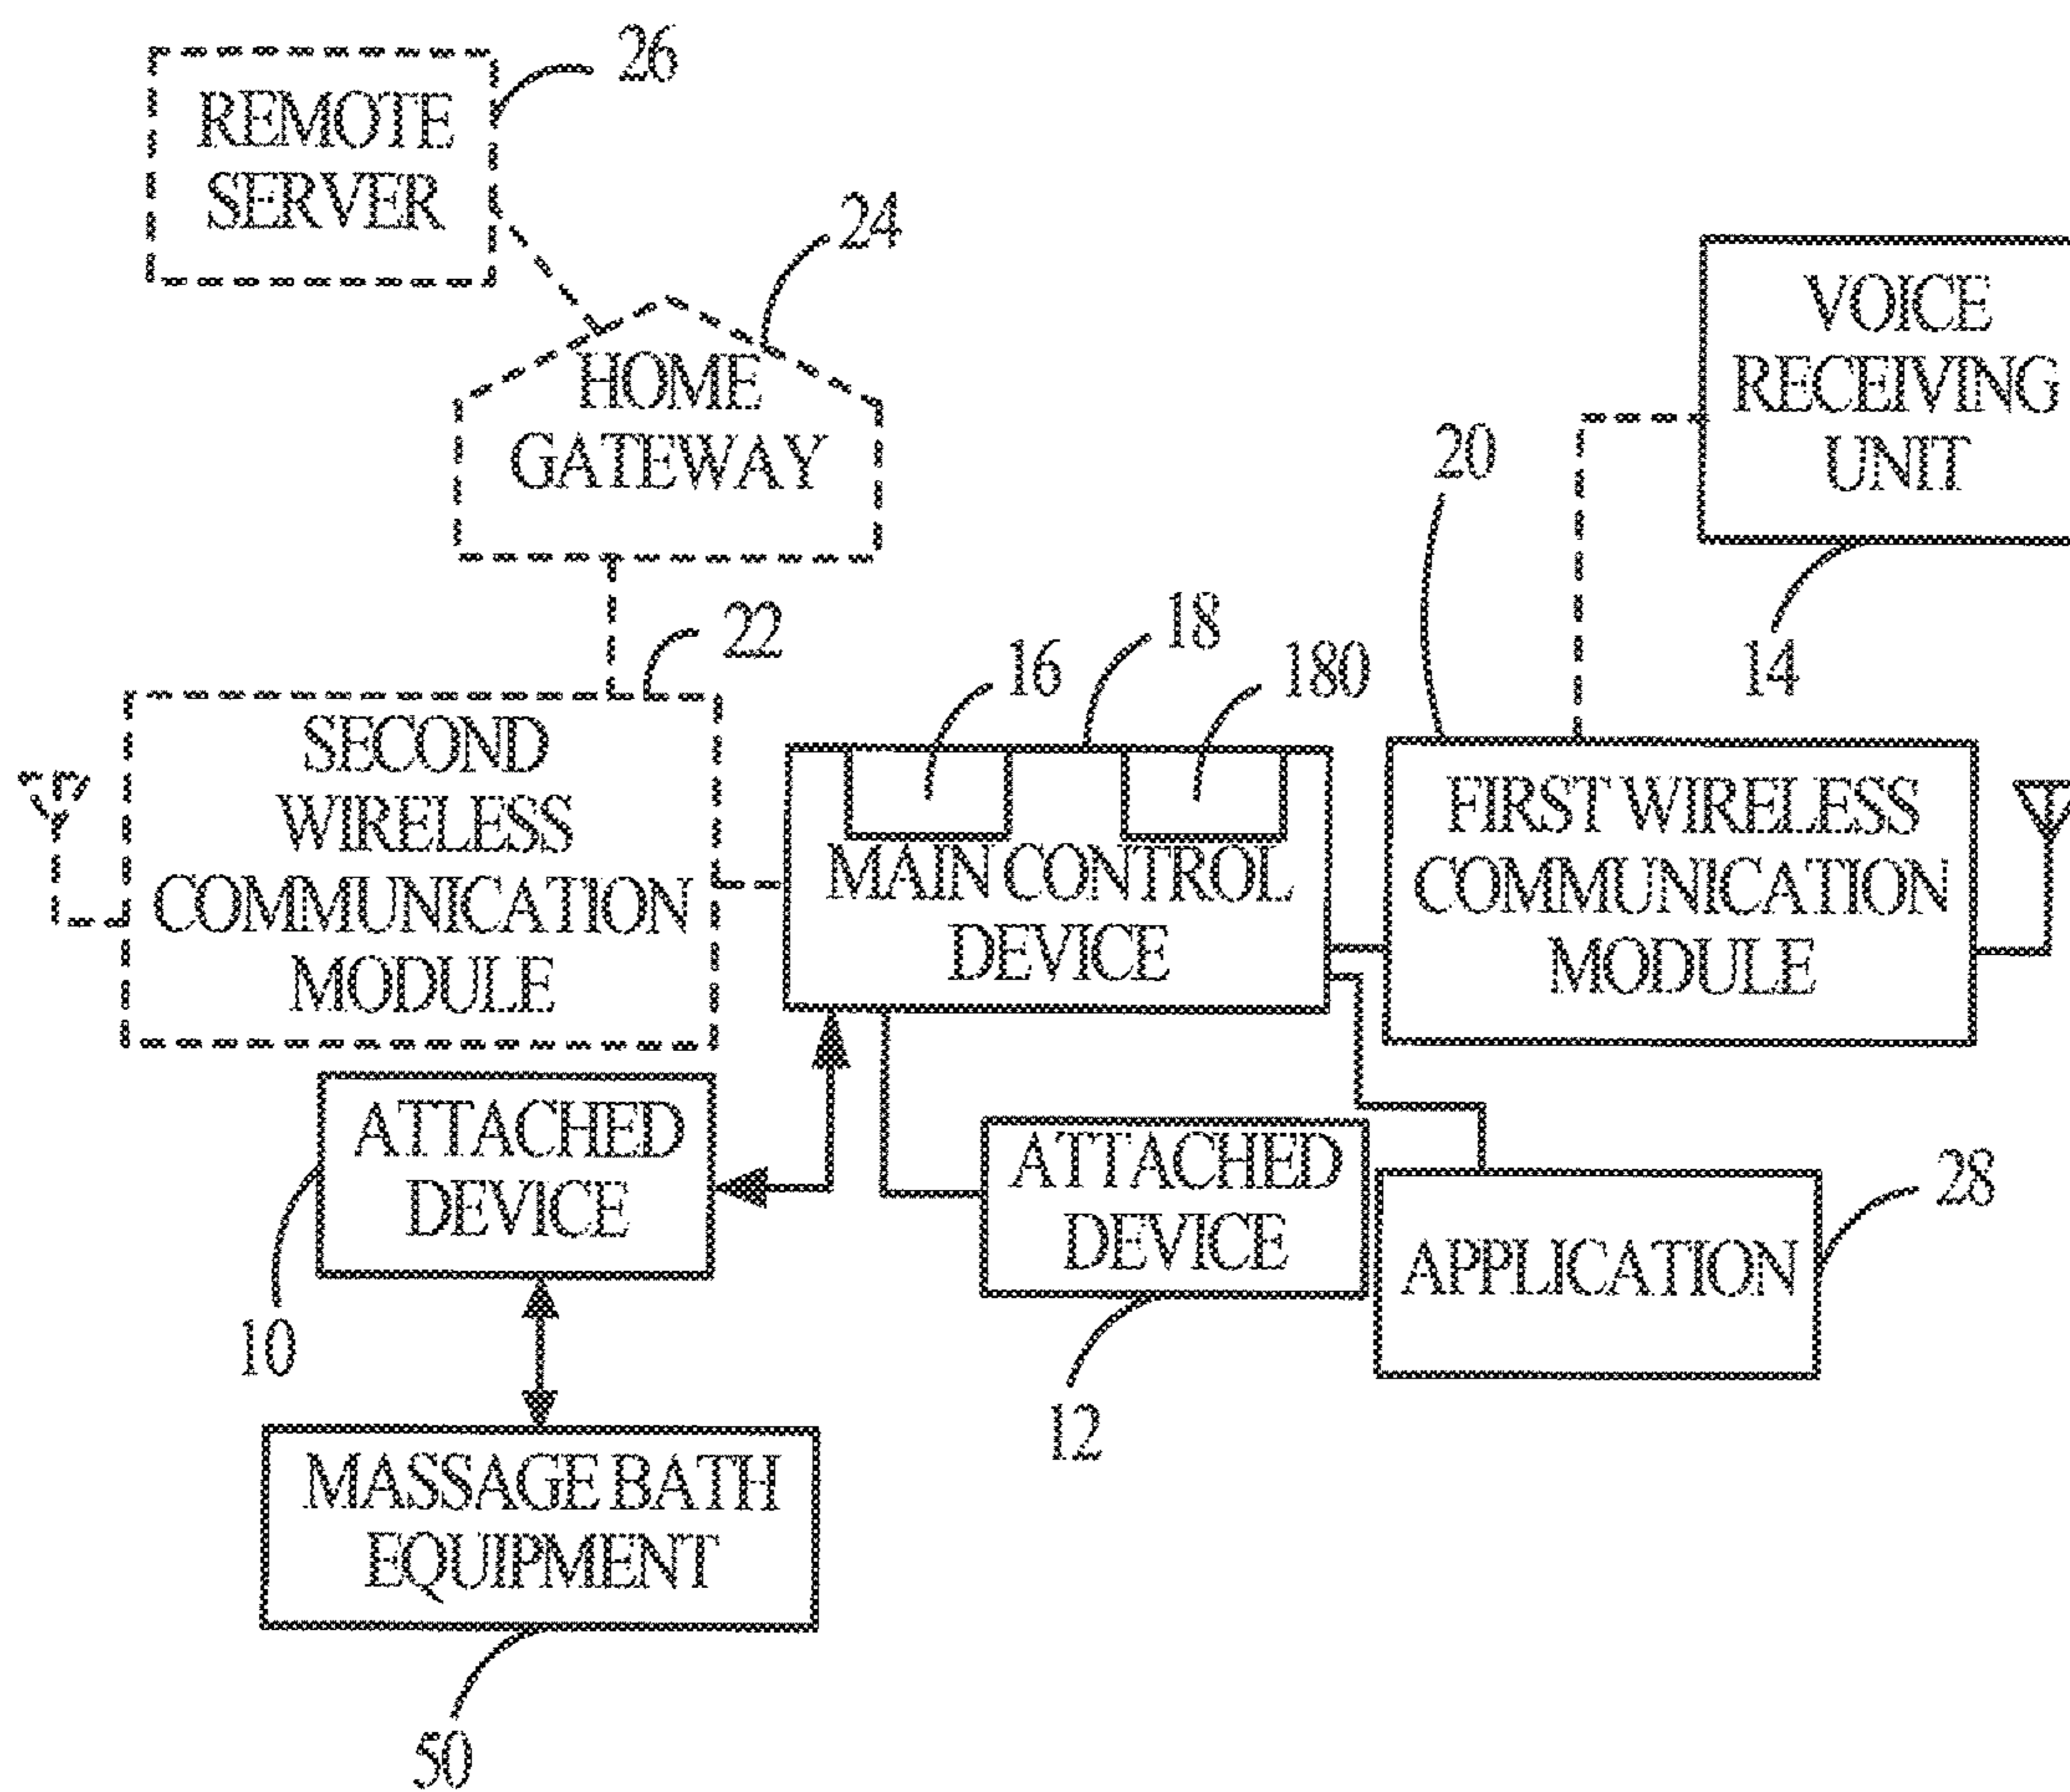 26
REMOTE
SERVER
24
HOME
GATEWAY
VOICE
RECEIVING
UNIT
20
14
22
16
18
180
SECOND
WIRELESS
COMMUNICATION
MODULE
MAIN CONTROL
DEVICE
FIRST WIRELESS
COMMUNICATION
MODULE
ATTACHED
DEVICE
10
ATTACHED
DEVICE
12
APPLICATION
28
MASSAGE BATH
EQUIPMENT
50